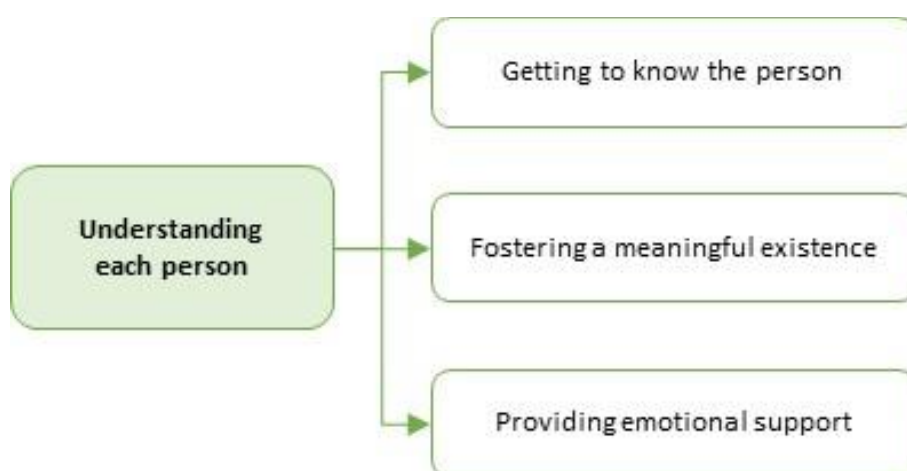 Getting to know the person
Understanding
each person
Fostering a meaningful existence
Providing emotional support